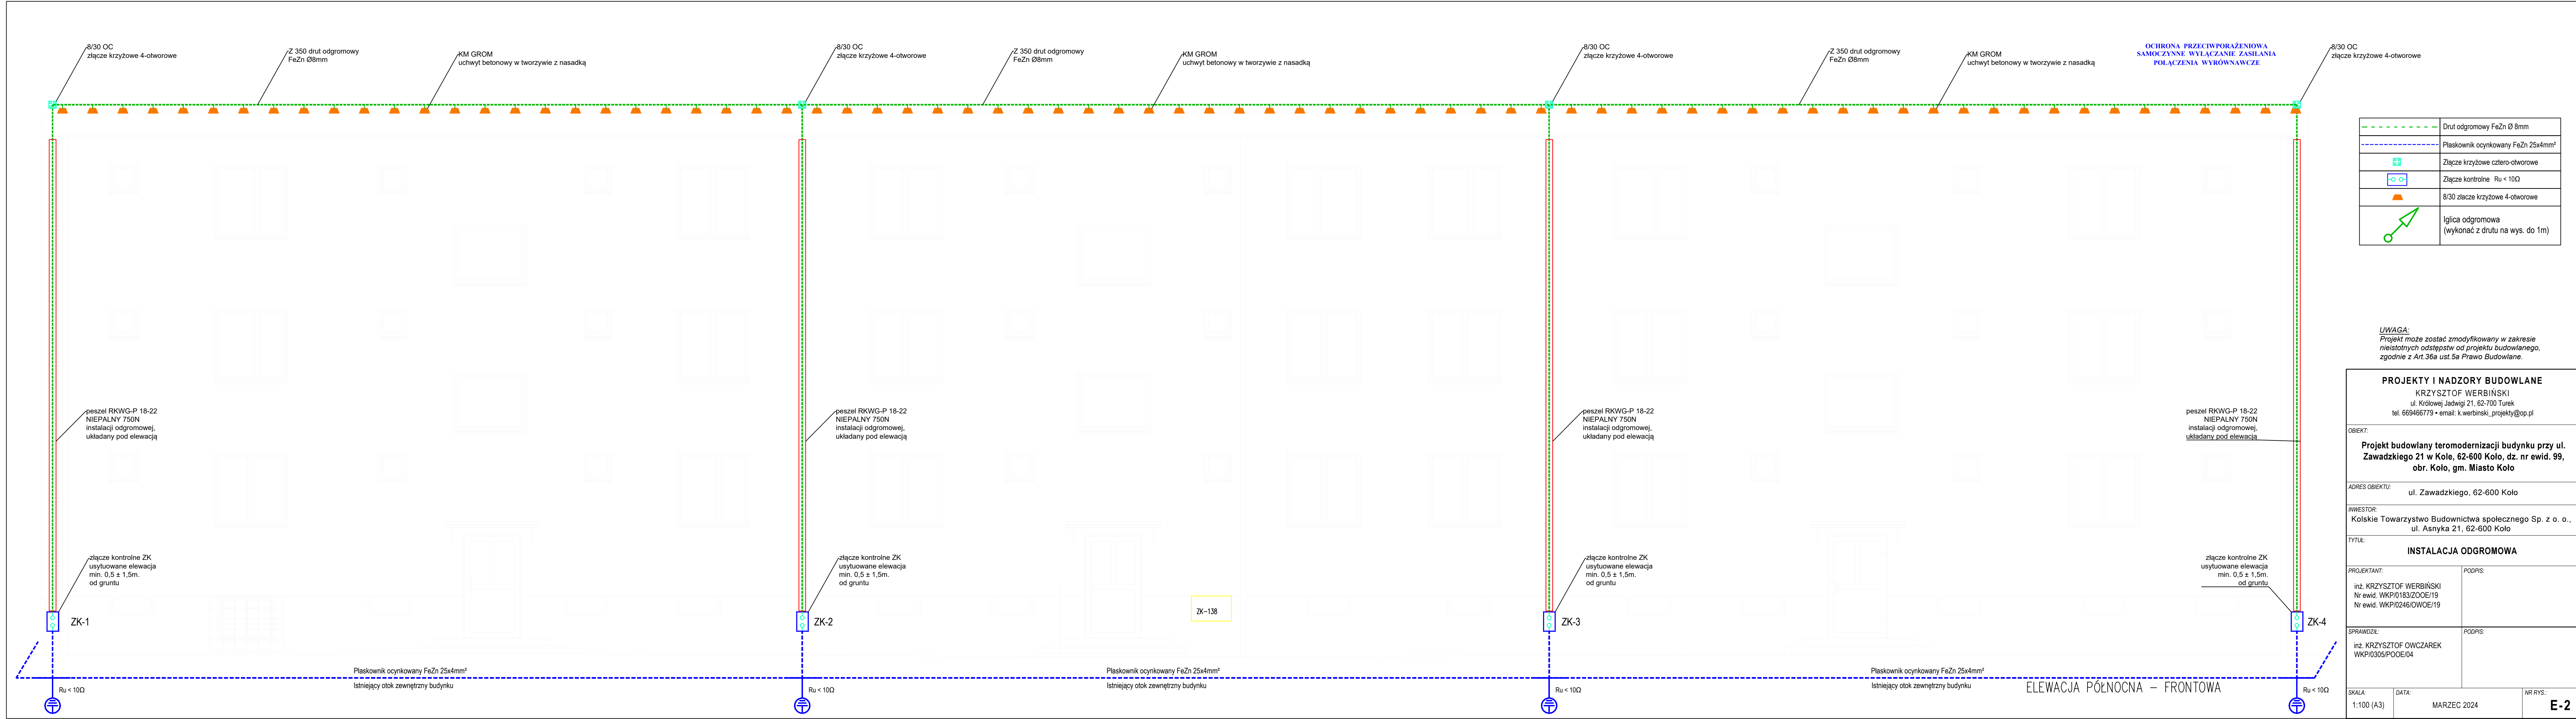 8/30 OC
złącze krzyżowe 4-otworowe
Z 350 drut odgromowy
FeZn Ø8mm
KM GROM
uchwyt betonowy w tworzywie z nasadką
8/30 OC
złącze krzyżowe 4-otworowe
Z 350 drut odgromowy
FeZn Ø8mm
KM GROM
uchwyt betonowy w tworzywie z nasadką
8/30 OC
złącze krzyżowe 4-otworowe
Z 350 drut odgromowy
FeZn Ø8mm
KM GROM
uchwyt betonowy w tworzywie z nasadką
OCHRONA PRZECIWPORAŻENIOWA
SAMOCZYNNE WYŁĄCZANIE ZASILANIA
POŁĄCZENIA WYRÓWNAWCZE
8/30 OC
złącze krzyżowe 4-otworowe
Drut odgromowy FeZn Ø 8mm
Płaskownik ocynkowany FeZn 25x4mm²
Złącze krzyżowe cztero-otworowe
Złącze kontrolne Ru < 10Ω
8/30 złacze krzyżowe 4-otworowe
Iglica odgromowa
(wykonać z drutu na wys. do 1m)
UWAGA:
Projekt może zostać zmodyfikowany w zakresie
nieistotnych odstępstw od projektu budowlanego,
zgodnie z Art.36a ust.5a Prawo Budowlane.
peszel RKWG-P 18-22
NIEPALNY 750N
instalacji odgromowej,
układany pod elewacją
peszel RKWG-P 18-22
NIEPALNY 750N
instalacji odgromowej,
układany pod elewacją
peszel RKWG-P 18-22
NIEPALNY 750N
instalacji odgromowej,
układany pod elewacją
peszel RKWG-P 18-22
NIEPALNY 750N
instalacji odgromowej,
układany pod elewacją
złącze kontrolne ZK
usytuowane elewacja
min. 0,5 ± 1,5m.
od gruntu
złącze kontrolne ZK
usytuowane elewacja
min. 0,5 ± 1,5m.
od gruntu
złącze kontrolne ZK
usytuowane elewacja
min. 0,5 ± 1,5m.
od gruntu
złącze kontrolne ZK
usytuowane elewacja
min. 0,5 ± 1,5m.
od gruntu
ZK-1
ZK-2
ZK-138
ZK-3
ZK-4
Płaskownik ocynkowany FeZn 25x4mm²
Istniejący otok zewnętrzny budynku
Płaskownik ocynkowany FeZn 25x4mm²
Istniejący otok zewnętrzny budynku
Płaskownik ocynkowany FeZn 25x4mm²
Istniejący otok zewnętrzny budynku
Ru < 10Ω
Ru < 10Ω
Ru < 10Ω
Ru < 10Ω
ELEWACJA PÓŁNOCNA – FRONTOWA
PROJEKTY I NADZORY BUDOWLANE
KRZYSZTOF WERBIŃSKI
ul. Królowej Jadwigi 21, 62-700 Turek
tel. 669466779 • email: k.werbinski_projekty@op.pl
OBIEKT:
Projekt budowlany teromodernizacji budynku przy ul.
Zawadzkiego 21 w Kole, 62-600 Koło, dz. nr ewid. 99,
obr. Koło, gm. Miasto Koło
ADRES OBIEKTU:
ul. Zawadzkiego, 62-600 Koło
INWESTOR:
Kolskie Towarzystwo Budownictwa społecznego Sp. z o. o.,
ul. Asnyka 21, 62-600 Koło
TYTUŁ:
INSTALACJA ODGROMOWA
PROJEKTANT:
PODPIS:
inż. KRZYSZTOF WERBIŃSKI
Nr ewid. WKP/0183/ZOOE/19
Nr ewid. WKP/0246/OWOE/19
SPRAWDZIŁ:
PODPIS:
inż. KRZYSZTOF OWCZAREK
WKP/0305/POOE/04
SKALA:
DATA:
NR RYS.:
1:100 (A3)
MARZEC 2024
E-2